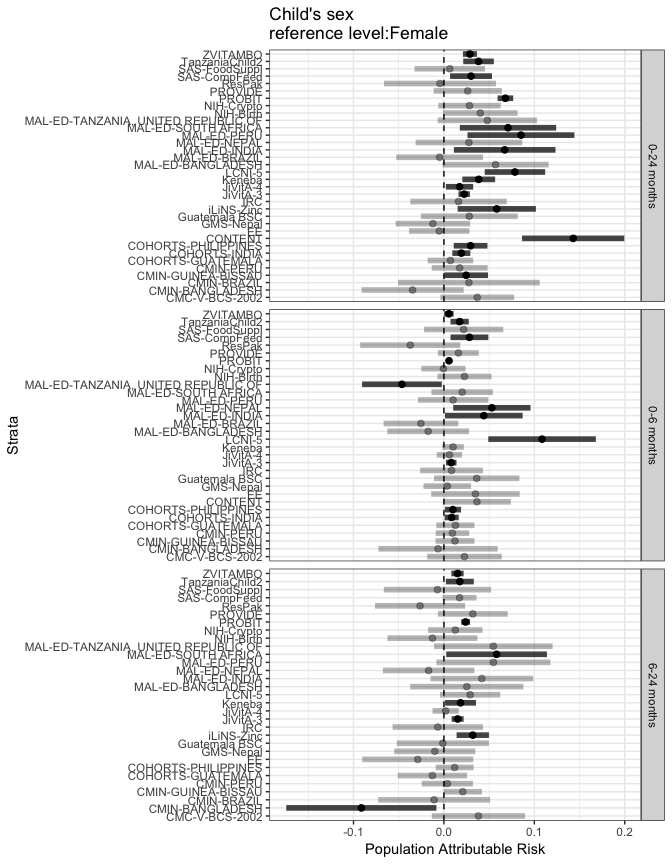 Child's sex
reference level:Female
Strata
ZVITAMBO
TanzaniaChild2
SAS-FoodSuppl
SAS-CompFeed
ResPak
PROVIDE
PROBIT
NIH-Crypto
NIH-Birth
MAL-ED-TANZANIA, UNITED REPUBLIC OF
MAL-ED-SOUTH AFRICA
MAL-ED-PERU
MAL-ED-NEPAL
MAL-ED-INDIA
MAL-ED-BRAZIL
MAL-ED-BANGLADESH
LCNI-5
Keneba
JiVitA-4
JiVitA-3
IRC
iLiNS-Zinc
Guatemala BSC
GMS-Nepal
EE
CONTENT
COHORTS-PHILIPPINES
COHORTS-INDIA
COHORTS-GUATEMALA
CMIN-PERU
CMIN-GUINEA-BISSAU
CMIN-BRAZIL
CMIN-BANGLADESH
CMC-V-BCS-2002
0-24 months
ZVITAMBO
TanzaniaChild2
SAS-FoodSuppl
SAS-CompFeed
ResPak
PROVIDE
PROBIT
NIH-Crypto
NIH-Birth
MAL-ED-TANZANIA, UNITED REPUBLIC OF
MAL-ED-SOUTH AFRICA
MAL-ED-PERU
MAL-ED-NEPAL
MAL-ED-INDIA
MAL-ED-BRAZIL
MAL-ED-BANGLADESH
LCNI-5
Keneba
JiVitA-4
JiVitA-3
IRC
Guatemala BSC
GMS-Nepal
EE
CONTENT
COHORTS-PHILIPPINES
COHORTS-INDIA
COHORTS-GUATEMALA
CMIN-PERU
CMIN-GUINEA-BISSAU
CMIN-BANGLADESH
CMC-V-BCS-2002
0-6 months
ZVITAMBO
TanzaniaChild2
SAS-FoodSuppl
SAS-CompFeed
ResPak
PROVIDE
PROBIT
NIH-Crypto
NIH-Birth
MAL-ED-TANZANIA, UNITED REPUBLIC OF
MAL-ED-SOUTH AFRICA
MAL-ED-PERU
MAL-ED-NEPAL
MAL-ED-INDIA
MAL-ED-BANGLADESH
LCNI-5
Keneba
JiVitA-4
JiVitA-3
IRC
iLiNS-Zinc
Guatemala BSC
GMS-Nepal
EE
COHORTS-PHILIPPINES
COHORTS-GUATEMALA
CMIN-PERU
CMIN-GUINEA-BISSAU
CMIN-BRAZIL
CMIN-BANGLADESH
CMC-V-BCS-2002
6-24 months
-0.1 0.0 0.1 0.2
Population Attributable Risk